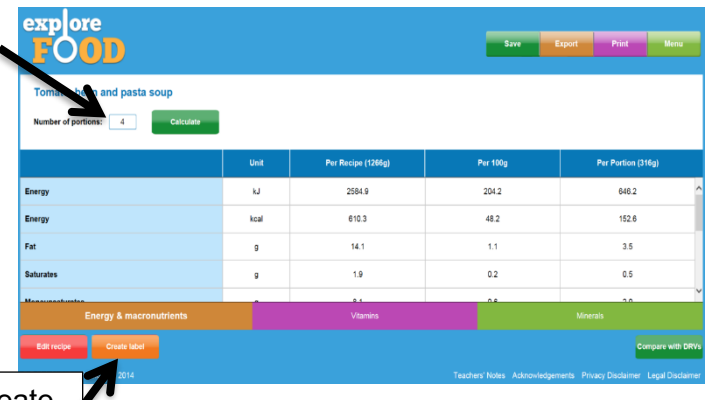 explore
FOOD
Save Export Print Menu
and pasta soup
Number of portions: 4 Calculate
Unit Per Recipe (1266g) Per 100g Per Portion (316g)
Energy kJ 2584.9 204.2 646.2
Energy kcal 610.3 48.2 152.6
Fat g 14.1 1.1 3.5
Saturates g 1.9 0.2 0.5
Energy & macronutrients Vitamins Minerals
Edit recipe Create label Compare with DRVs
2014 Teachers' Notes Acknowledgements Privacy Disclaimer Legal Disclaimer